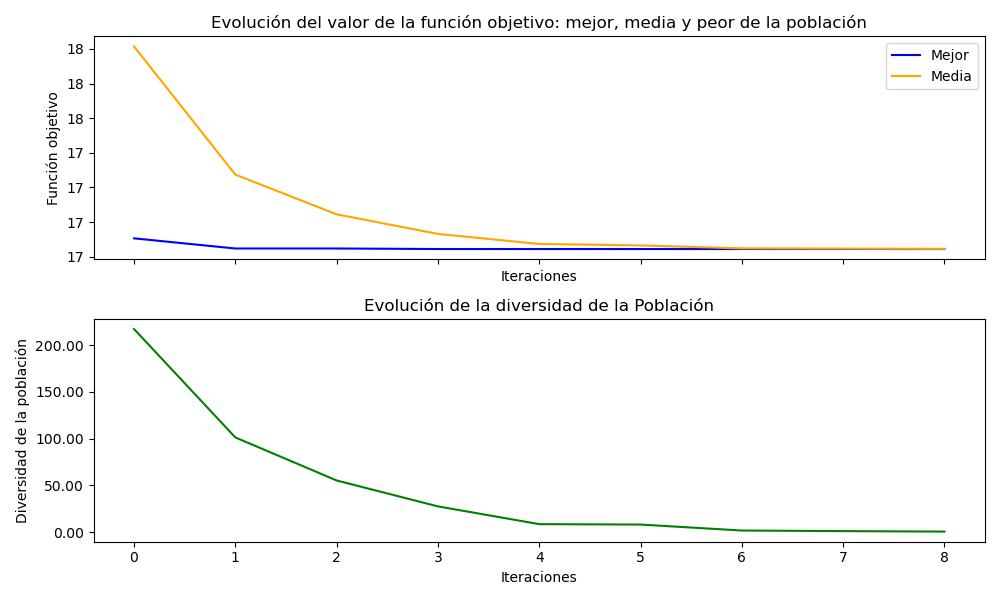 Evolución del valor de la función objetivo: mejor, media y peor de la población
Función objetivo
18
18
18
17
17
17
17
Mejor
Media
Iteraciones
Evolución de la diversidad de la Población
Diversidad de la población
200.00
150.00
100.00
50.00
0.00
0 1 2 3 4 5 6 7 8
Iteraciones